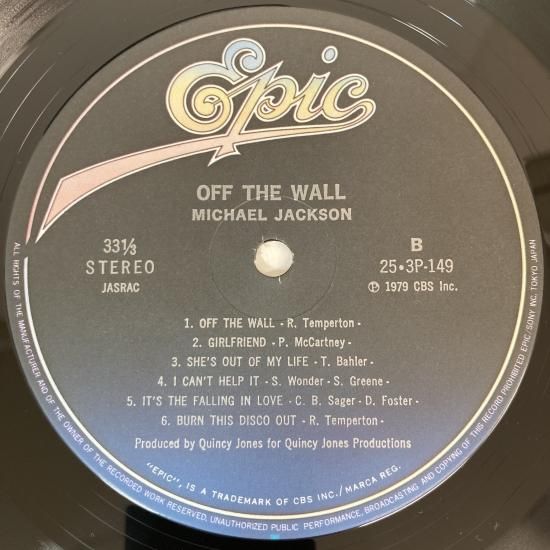 Epic
OFF THE WALL
MICHAEL JACKSON
33⅓
STEREO
JASRAC
B
25•3P-149
Ⓟ 1979 CBS Inc.
1. OFF THE WALL - R. Temperton -
2. GIRLFRIEND - P. McCartney -
3. SHE'S OUT OF MY LIFE - T. Bahler -
4. I CAN'T HELP IT - S. Wonder - S. Greene -
5. IT'S THE FALLING IN LOVE - C. B. Sager - D. Foster -
6. BURN THIS DISCO OUT - R. Temperton -
Produced by Quincy Jones for Quincy Jones Productions
"EPIC", IS A TRADEMARK OF CBS INC./MARCA REG.
ALL RIGHTS OF THE MANUFACTURER AND OF THE OWNER OF THE RECORDED WORK RESERVED. UNAUTHORIZED PUBLIC PERFORMANCE, BROADCASTING AND COPYING OF THIS RECORD PROHIBITED EPIC/SONY INC. TOKYO JAPAN